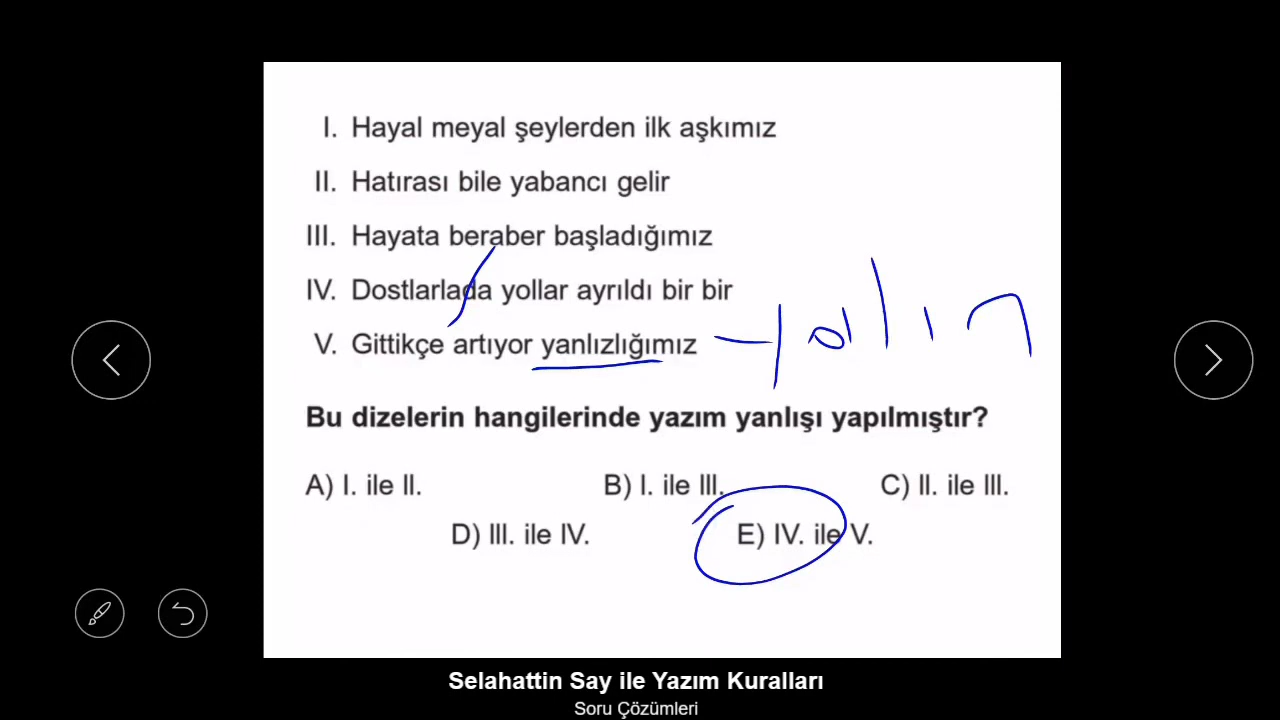 I. Hayal meyal şeylerden ilk aşkımız
II. Hatırası bile yabancı gelir
III. Hayata beraber başladığımız
IV. Dostlarlada yollar ayrıldı bir bir
V. Gittikçe artıyor yanlızlığımız yalın
Bu dizelerin hangilerinde yazım yanlışı yapılmıştır?
A) I. ile II. B) I. ile III. C) II. ile III.
D) III. ile IV. E) IV. ile V.
Selahattin Say ile Yazım Kuralları
Soru Çözümleri